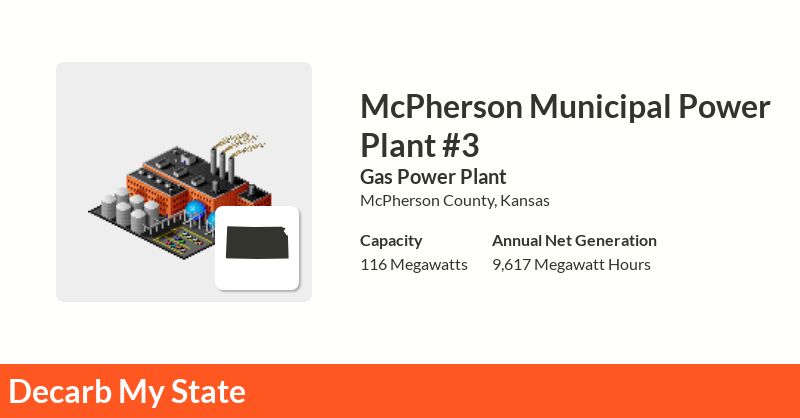 McPherson Municipal Power
Plant #3
Gas Power Plant
McPherson County, Kansas
Capacity
116 Megawatts
Annual Net Generation
9,617 Megawatt Hours
Decarb My State